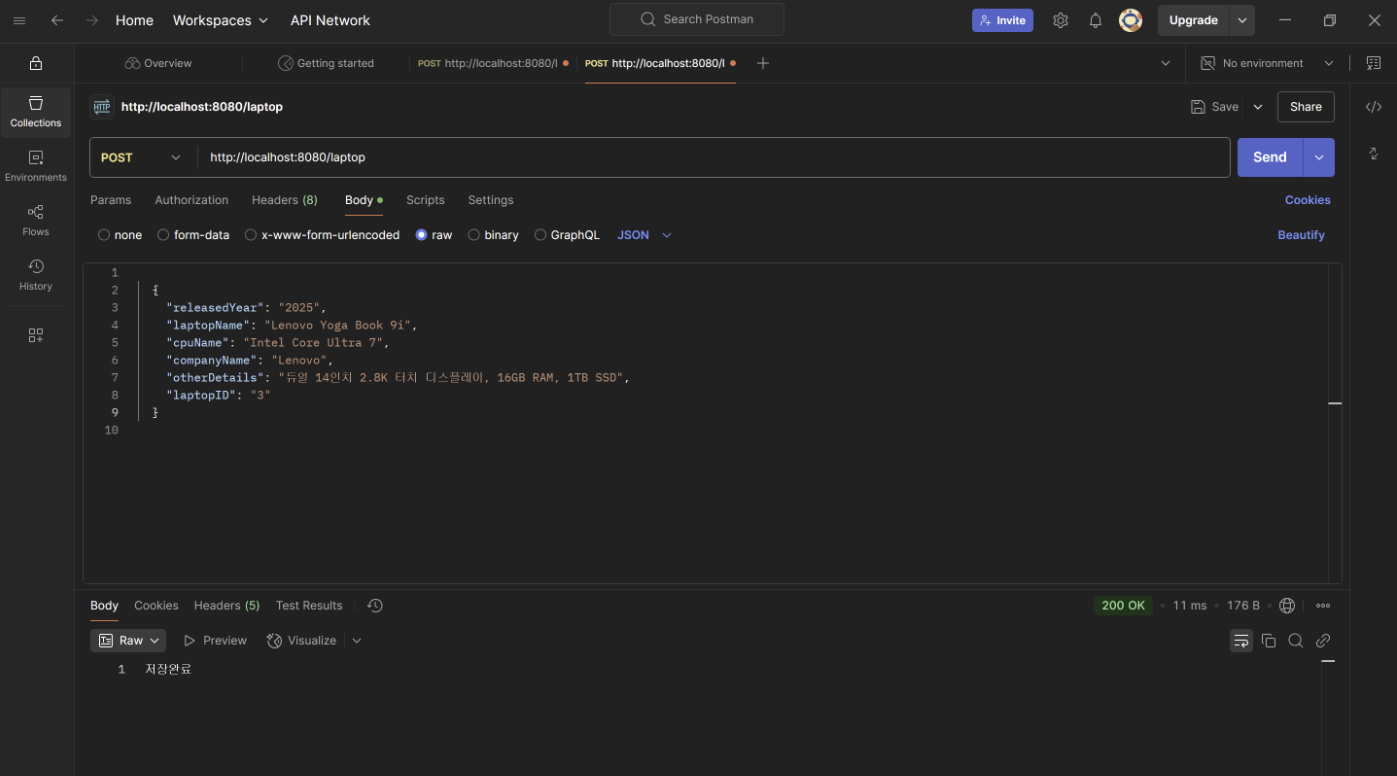 Home Workspaces API Network Search Postman Invite Upgrade
Overview Getting started POST http://localhost:8080/l POST http://localhost:8080/l No environment
HTTP http://localhost:8080/laptop Save Share
Collections
POST http://localhost:8080/laptop Send
Environments
Params Authorization Headers (8) Body Scripts Settings Cookies
Flows
none form-data x-www-form-urlencoded raw binary GraphQL JSON Beautify
History
1
2 {
3 "releasedYear": "2025",
4 "laptopName": "Lenovo Yoga Book 9i",
5 "cpuName": "Intel Core Ultra 7",
6 "companyName": "Lenovo",
7 "otherDetails": "듀얼 14인치 2.8K 터치 디스플레이, 16GB RAM, 1TB SSD",
8 "laptopID": "3"
9 }
10
Body Cookies Headers (5) Test Results 200 OK 11 ms 176 B
Raw Preview Visualize
1 저장완료